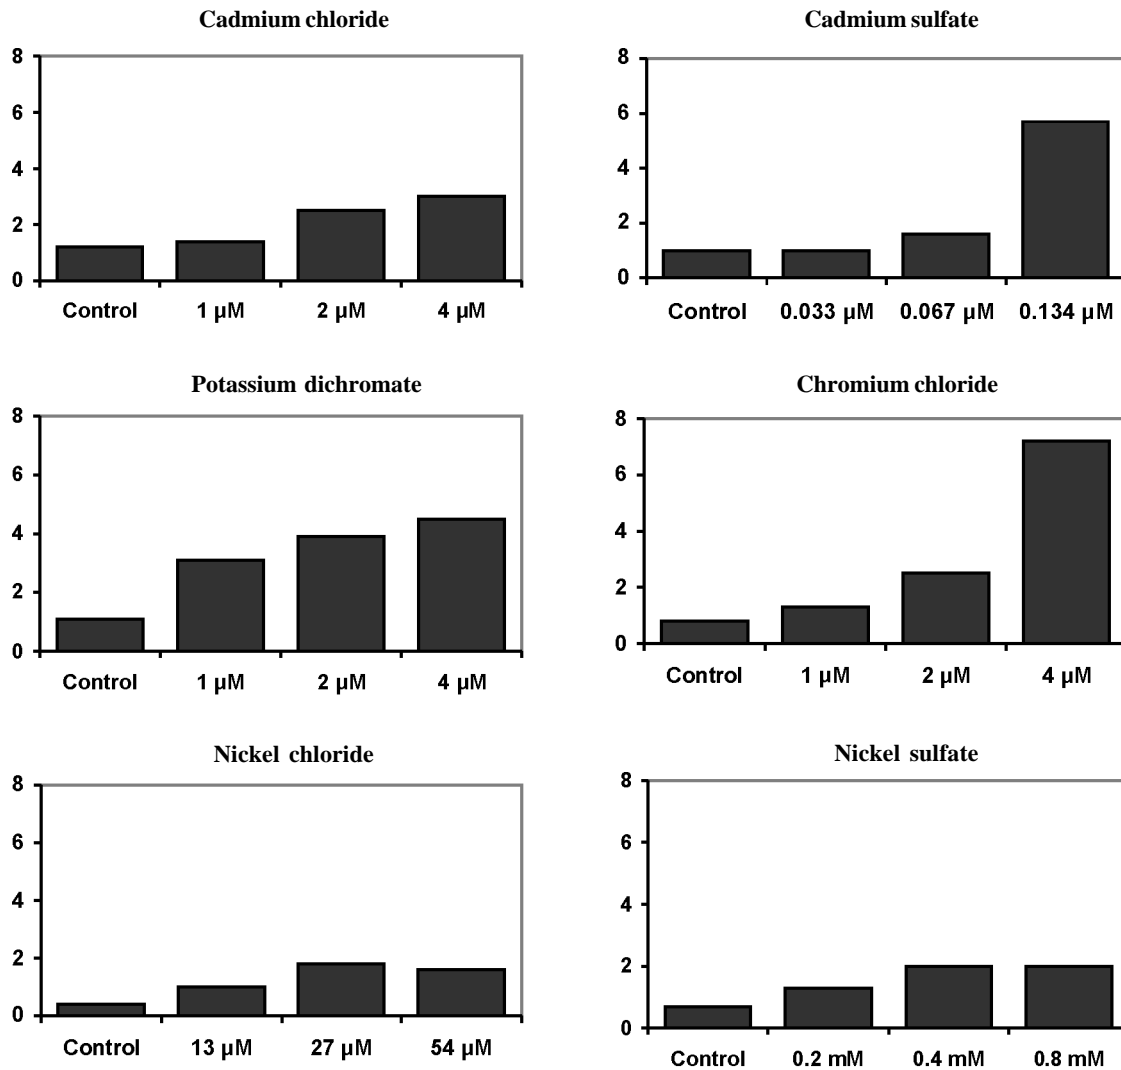 Cadmium chloride
8
6
4
2
0
Control 1 µM 2 µM 4 µM
Cadmium sulfate
8
6
4
2
0
Control 0.033 µM 0.067 µM 0.134 µM
Potassium dichromate
8
6
4
2
0
Control 1 µM 2 µM 4 µM
Chromium chloride
8
6
4
2
0
Control 1 µM 2 µM 4 µM
Nickel chloride
8
6
4
2
0
Control 13 µM 27 µM 54 µM
Nickel sulfate
8
6
4
2
0
Control 0.2 mM 0.4 mM 0.8 mM